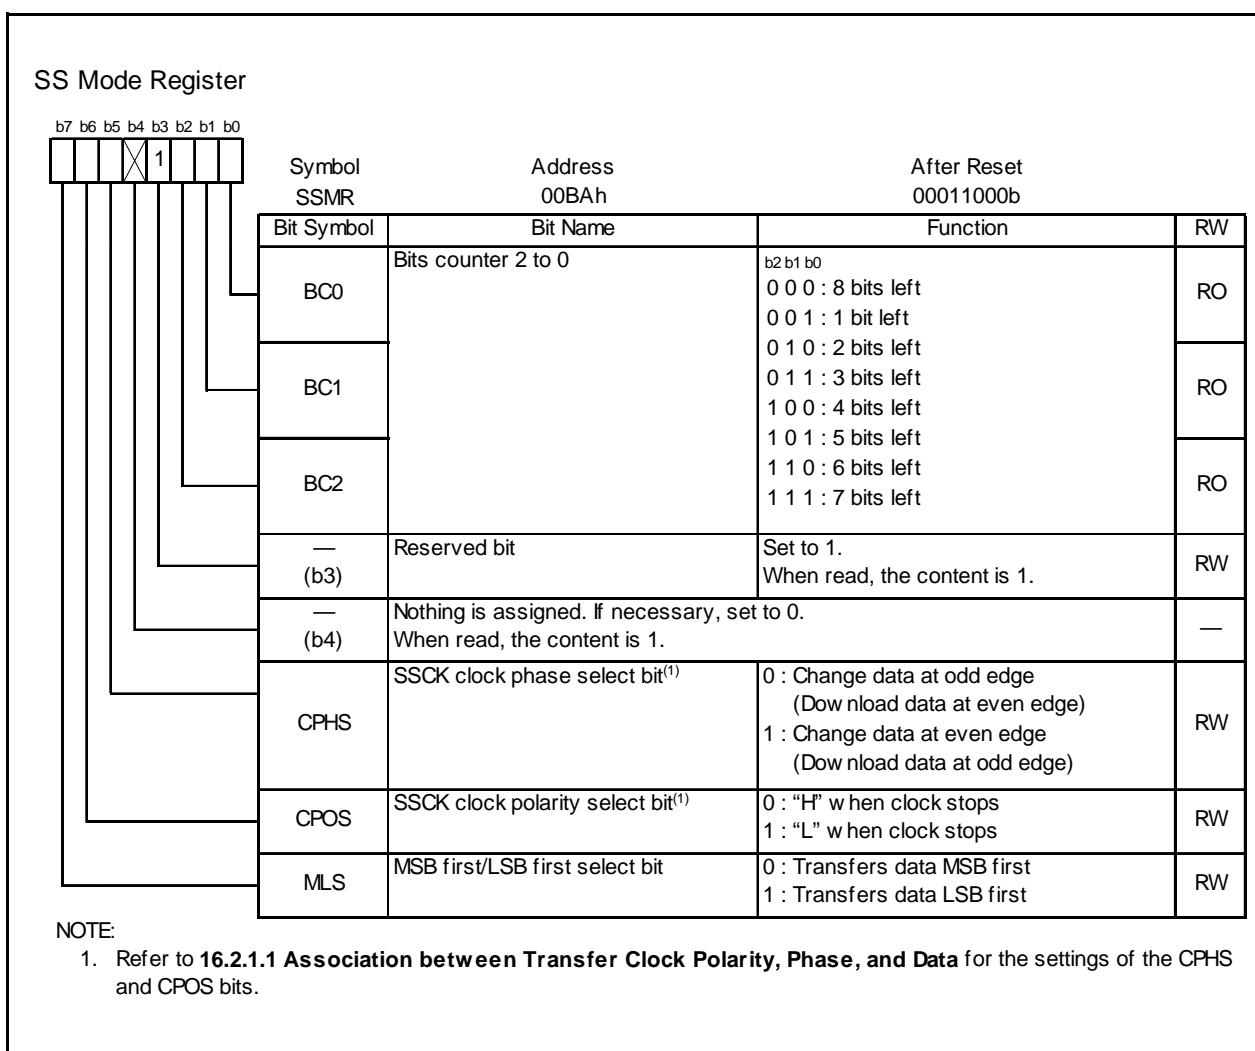 SS Mode Register
b7 b6 b5 b4 b3 b2 b1 b0
1
Symbol Address After Reset
SSMR 00BAh 00011000b
Bit Symbol Bit Name Function RW
BC0 Bits counter 2 to 0 b2 b1 b0 RO
0 0 0 : 8 bits left
0 0 1 : 1 bit left
0 1 0 : 2 bits left
BC1 0 1 1 : 3 bits left RO
1 0 0 : 4 bits left
1 0 1 : 5 bits left
BC2 1 1 0 : 6 bits left RO
1 1 1 : 7 bits left
— Reserved bit Set to 1. RW
(b3) When read, the content is 1.
— Nothing is assigned. If necessary, set to 0. —
(b4) When read, the content is 1.
CPHS SSCK clock phase select bit(1) 0 : Change data at odd edge RW
(Download data at even edge)
1 : Change data at even edge
(Download data at odd edge)
CPOS SSCK clock polarity select bit(1) 0 : “H” when clock stops RW
1 : “L” when clock stops
MLS MSB first/LSB first select bit 0 : Transfers data MSB first RW
1 : Transfers data LSB first
NOTE:
1. Refer to 16.2.1.1 Association between Transfer Clock Polarity, Phase, and Data for the settings of the CPHS
and CPOS bits.